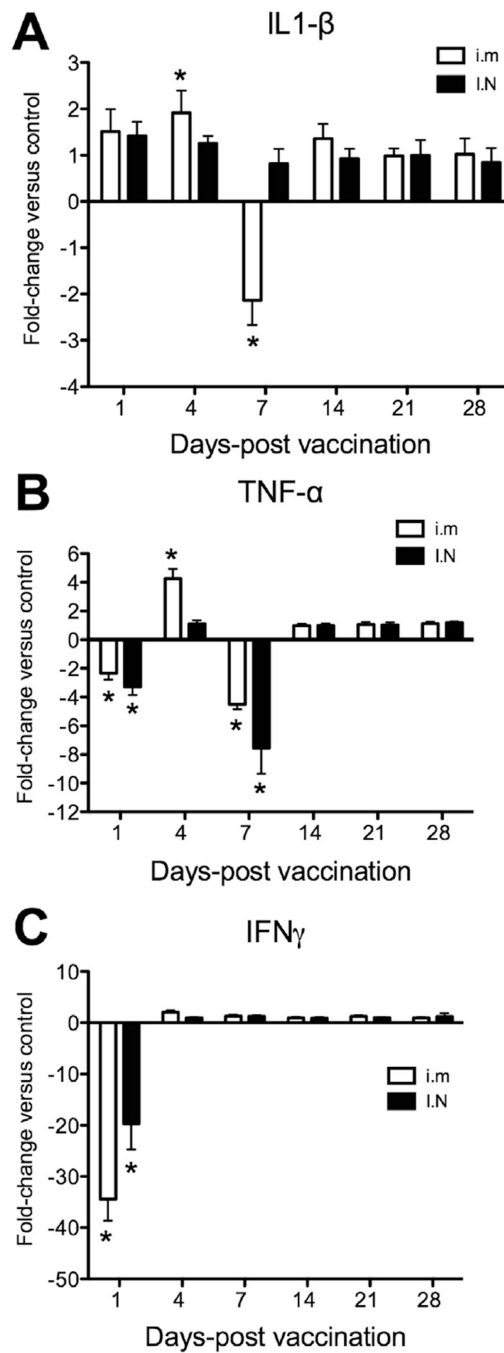 A
IL1-β
i.m
I.N
Fold-change versus control
3
2
1
0
-1
-2
-3
-4
*
*
1 4 7 14 21 28
Days-post vaccination
B
TNF-α
i.m
I.N
Fold-change versus control
6
4
2
0
-2
-4
-6
-8
-10
-12
*
* *
*
*
1 4 7 14 21 28
Days-post vaccination
C
IFNγ
i.m
I.N
Fold-change versus control
10
0
-10
-20
-30
-40
-50
*
*
1 4 7 14 21 28
Days-post vaccination